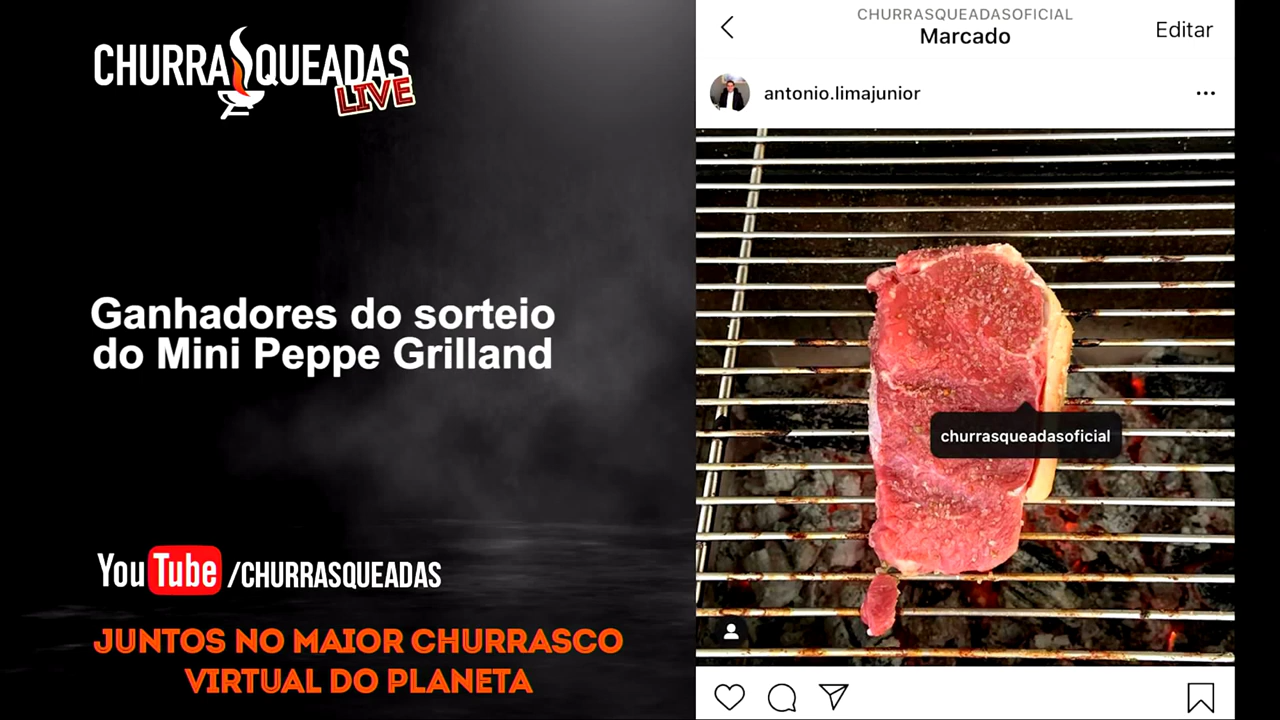 CHURRASQUEADAS
LIVE
Ganhadores do sorteio
do Mini Peppe Grilland
YouTube /CHURRASQUEADAS
JUNTOS NO MAIOR CHURRASCO
VIRTUAL DO PLANETA
CHURRASQUEADASOFICIAL
Marcado
Editar
antonio.limajunior
churrasqueadasoficial